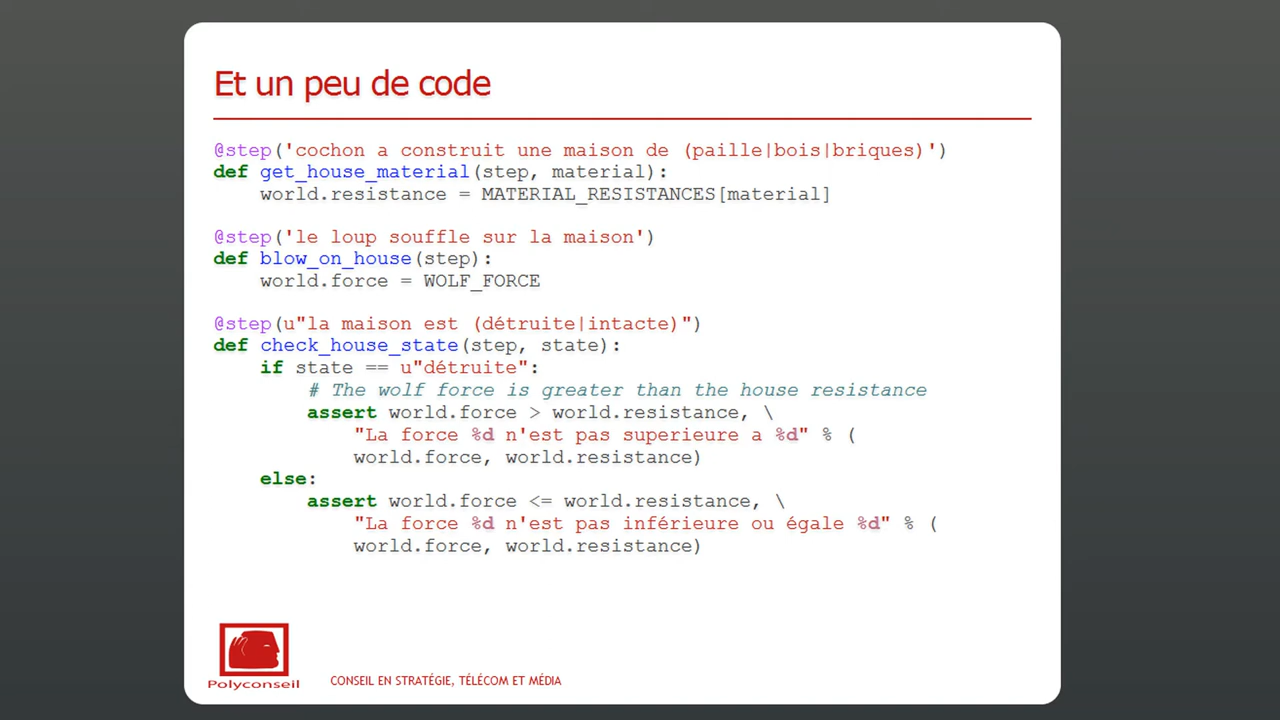 Et un peu de code
@step('cochon a construit une maison de (paille|bois|briques)')
def get_house_material(step, material):
    world.resistance = MATERIAL_RESISTANCES[material]
@step('le loup souffle sur la maison')
def blow_on_house(step):
    world.force = WOLF_FORCE
@step(u"la maison est (détruite|intacte)")
def check_house_state(step, state):
    if state == u"détruite":
        # The wolf force is greater than the house resistance
        assert world.force > world.resistance, \
            "La force %d n'est pas superieure a %d" % (
            world.force, world.resistance)
    else:
        assert world.force <= world.resistance, \
            "La force %d n'est pas inférieure ou égale %d" % (
            world.force, world.resistance)
Polyconseil
CONSEIL EN STRATÉGIE, TÉLÉCOM ET MÉDIA